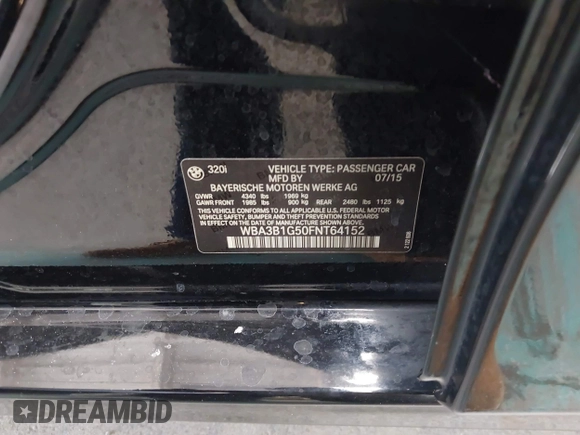 320i VEHICLE TYPE: PASSENGER CAR
MFD BY 07/15
BAYERISCHE MOTOREN WERKE AG
GVWR 4340 lbs 1969 kg
GAWR FRONT 1985 lbs 900 kg REAR 2480 lbs 1125 kg
THIS VEHICLE CONFORMS TO ALL APPLICABLE U.S. FEDERAL MOTOR
VEHICLE SAFETY, BUMPER AND THEFT PREVENTION STANDARDS IN
EFFECT ON THE DATE OF MANUFACTURE SHOWN ABOVE.
WBA3B1G50FNT64152
DREAMBID